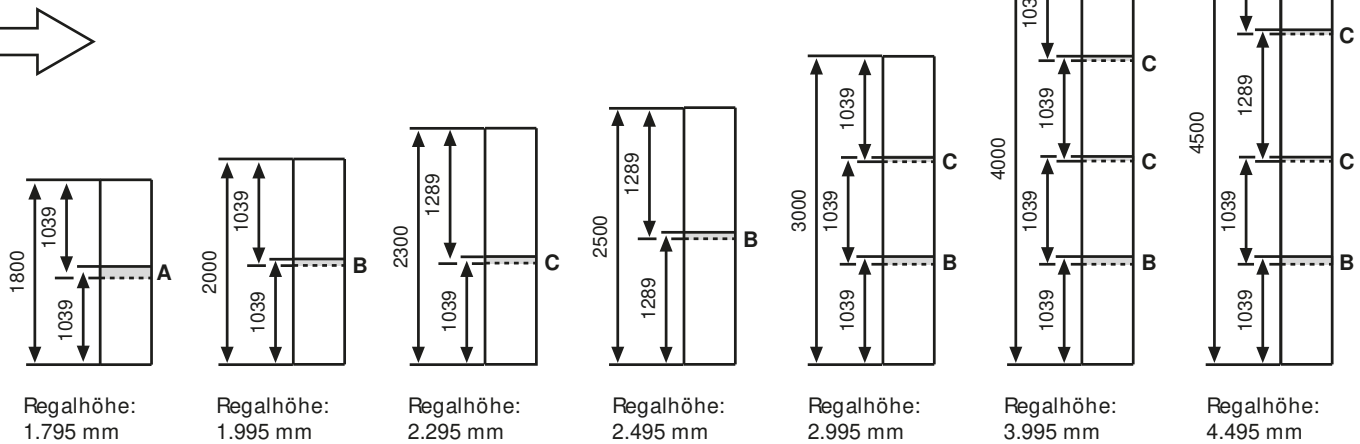 1800
1039
1039
A
Regalhöhe:
1.795 mm
2000
1039
1039
B
Regalhöhe:
1.995 mm
2300
1289
1039
C
Regalhöhe:
2.295 mm
2500
1289
1289
B
Regalhöhe:
2.495 mm
3000
1039
C
1039
B
1039
Regalhöhe:
2.995 mm
4000
C
1039
C
1039
B
1039
Regalhöhe:
3.995 mm
4500
C
1289
C
1039
B
1039
Regalhöhe:
4.495 mm